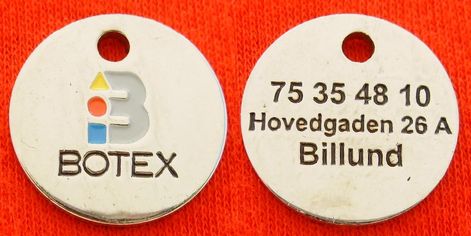 BOTEX
75 35 48 10
Hovedgaden 26 A
Billund